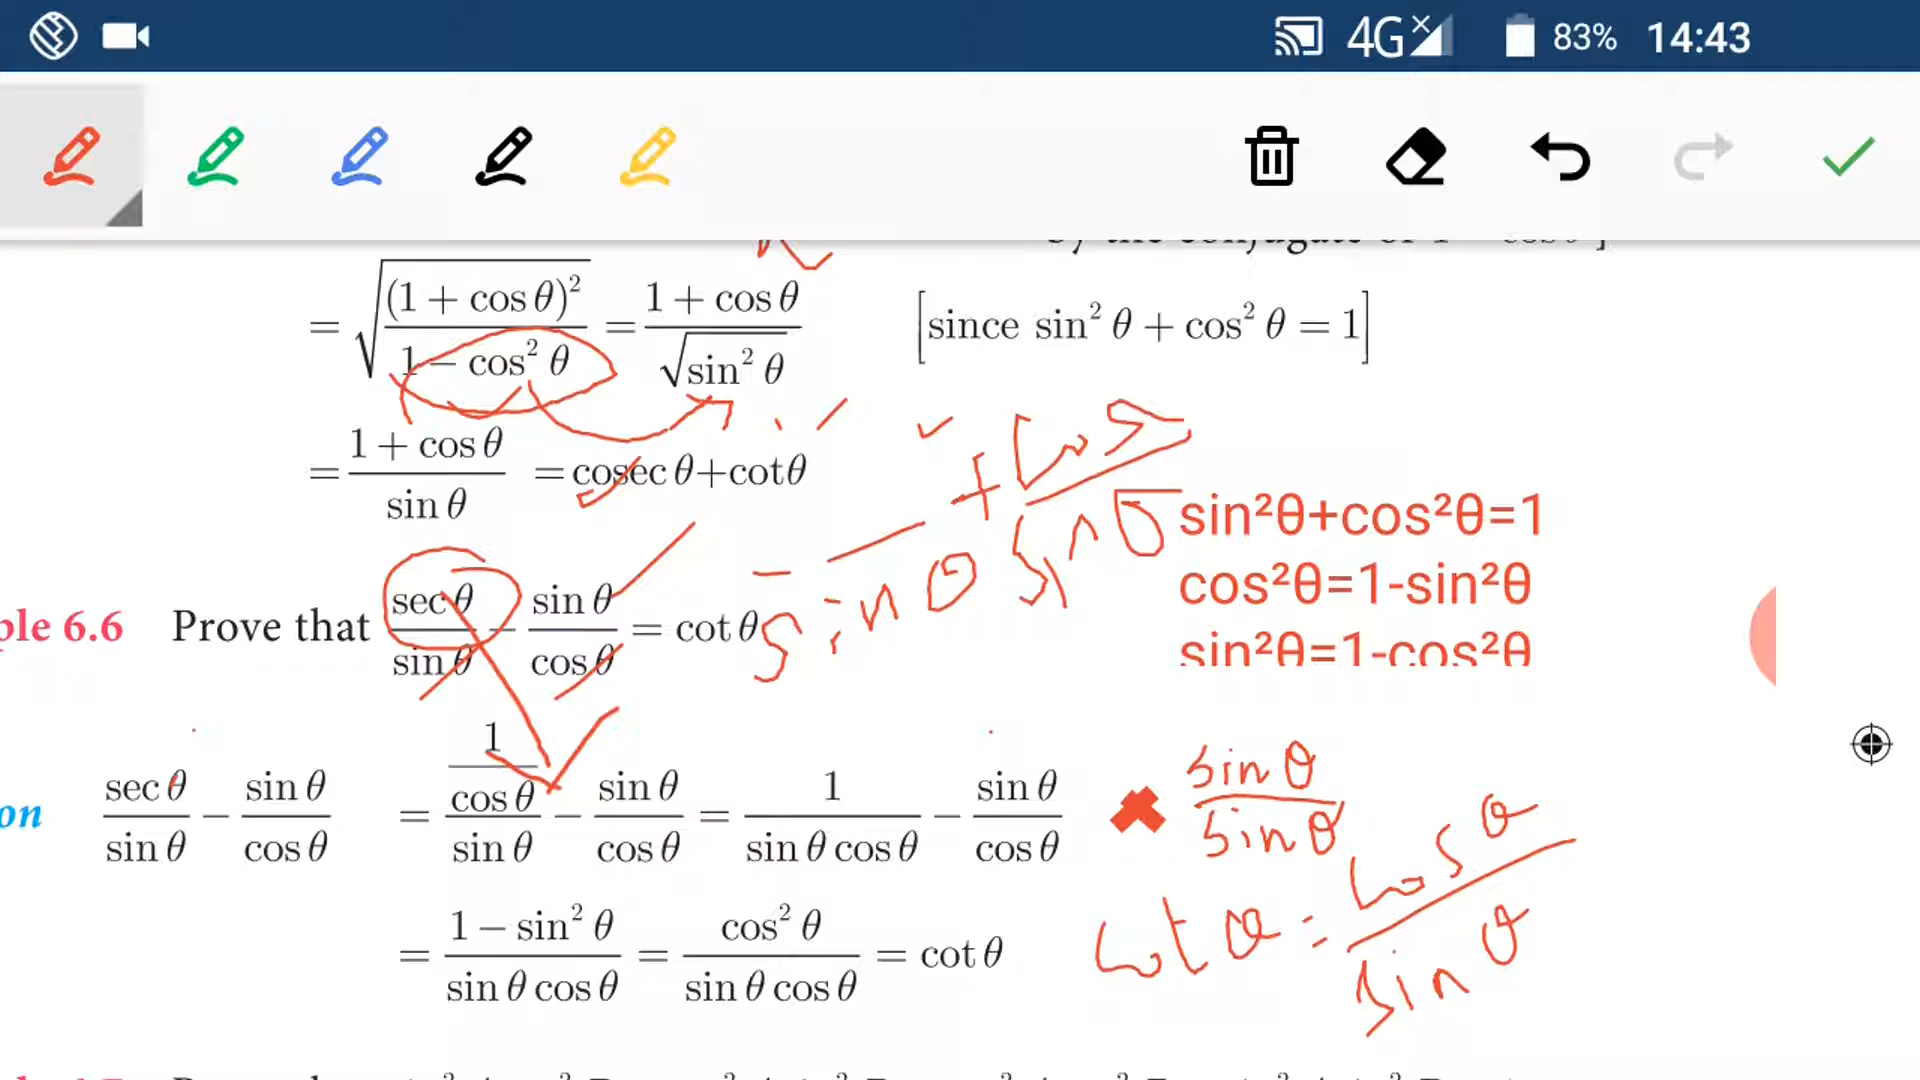 4G 83% 14:43
= √((1 + cos θ)² / (1 − cos² θ)) = (1 + cos θ) / √(sin² θ) [since sin² θ + cos² θ = 1]
= (1 + cos θ) / sin θ = cosec θ+cotθ
+ cos / sin θ
sin θ
sin²θ+cos²θ=1
cos²θ=1-sin²θ
sin²θ=1-cos²θ
ple 6.6 Prove that sec θ / sin θ − sin θ / cos θ = cot θ
on sec θ / sin θ − sin θ / cos θ = (1 / cos θ) / sin θ − sin θ / cos θ = 1 / (sin θ cos θ) − sin θ / cos θ × sin θ / sin θ
= (1 − sin² θ) / (sin θ cos θ) = cos² θ / (sin θ cos θ) = cot θ
cot θ = cos θ / sin θ